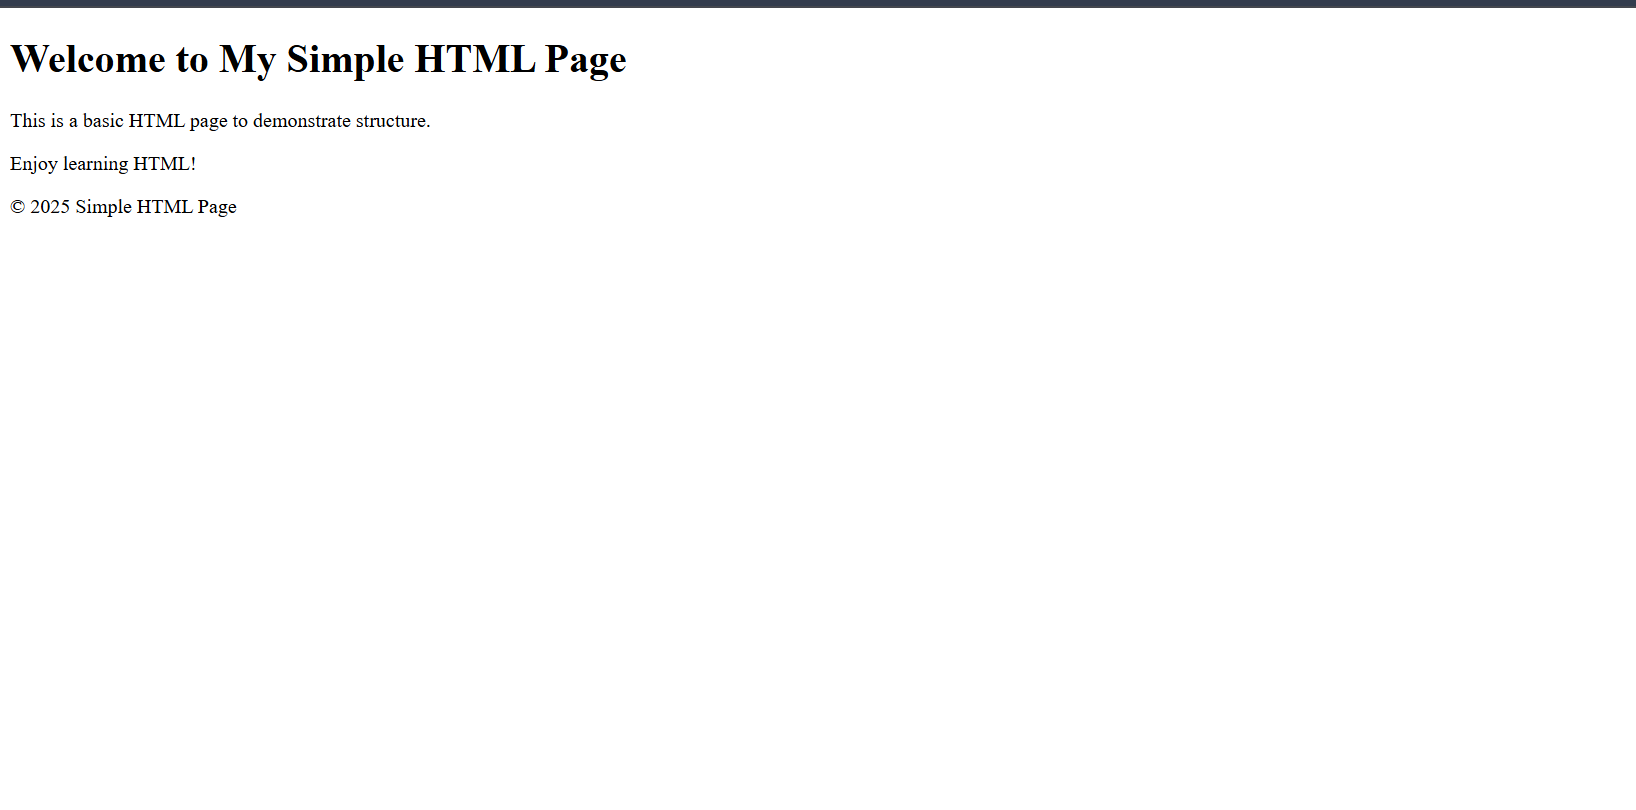 Welcome to My Simple HTML Page
This is a basic HTML page to demonstrate structure.
Enjoy learning HTML!
© 2025 Simple HTML Page